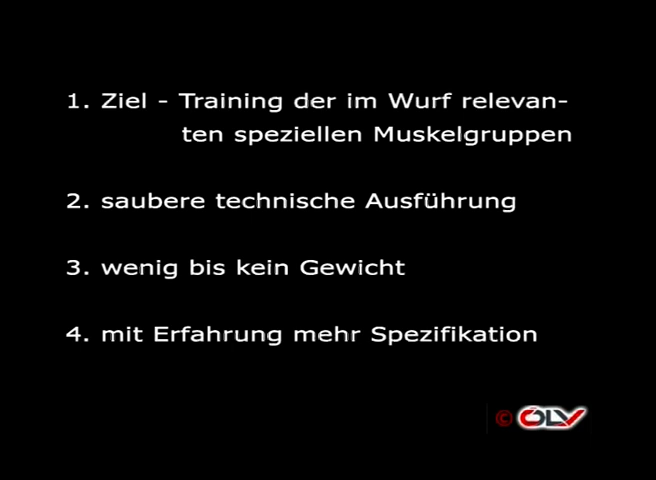 1. Ziel - Training der im Wurf relevan-
ten speziellen Muskelgruppen
2. saubere technische Ausführung
3. wenig bis kein Gewicht
4. mit Erfahrung mehr Spezifikation
© ÖLV